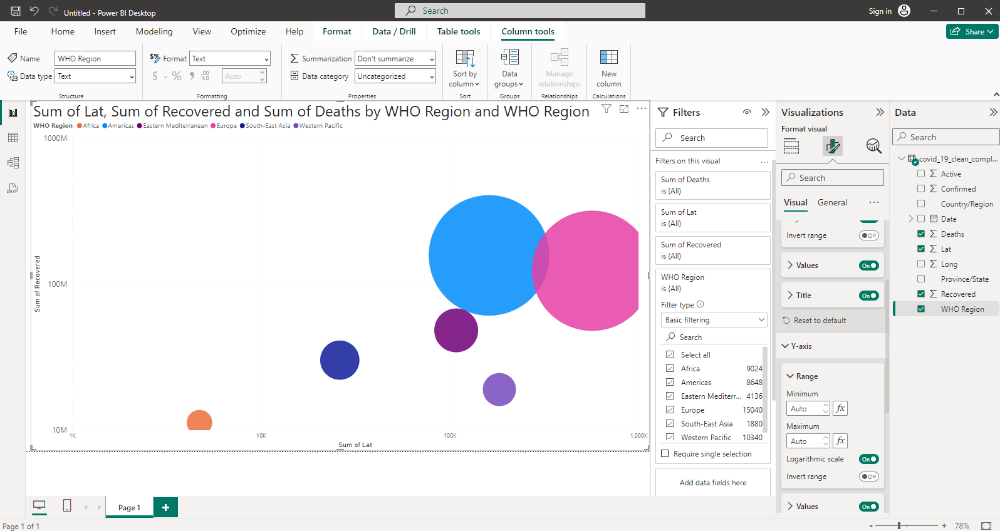 Untitled - Power BI Desktop
Search
Sign in
File Home Insert Modeling View Optimize Help Format Data / Drill Table tools Column tools
Share
Name WHO Region
Data type Text
Structure
Format Text
$ % 9 .00 Auto
Formatting
Summarization Don't summarize
Data category Uncategorized
Properties
Sort by column
Sort
Data groups
Groups
Manage relationships
Relationships
New column
Calculations
Sum of Lat, Sum of Recovered and Sum of Deaths by WHO Region and WHO Region
WHO Region Africa Americas Eastern Mediterranean Europe South-East Asia Western Pacific
1000M
100M
10M
Sum of Recovered
1K 10K 100K 1,000K
Sum of Lat
Filters
Search
Filters on this visual
Sum of Deaths
is (All)
Sum of Lat
is (All)
Sum of Recovered
is (All)
WHO Region
is (All)
Filter type
Basic filtering
Search
Select all
Africa 9024
Americas 8648
Eastern Mediterr... 4136
Europe 15040
South-East Asia 1880
Western Pacific 10340
Require single selection
Add data fields here
Visualizations
Format visual
Search
Visual General
Invert range Off
Values On
Title On
Reset to default
Y-axis
Range
Minimum
Auto fx
Maximum
Auto fx
Logarithmic scale On
Invert range Off
Values On
Data
Search
covid_19_clean_compl...
Active
Confirmed
Country/Region
Date
Deaths
Lat
Long
Province/State
Recovered
WHO Region
Page 1
Page 1 of 1
- + 78%